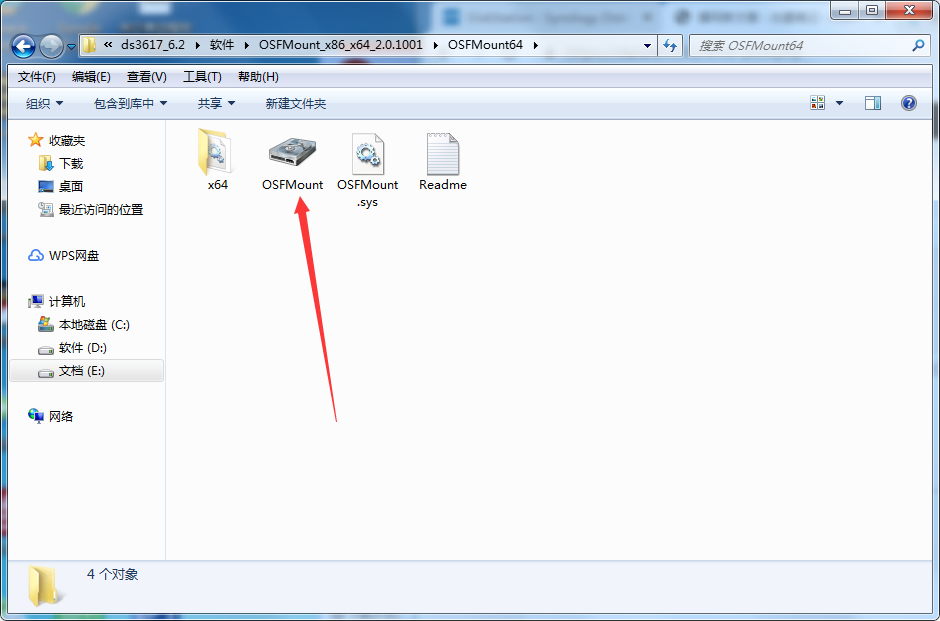 « ds3617_6.2 ▸ 软件 ▸ OSFMount_x86_x64_2.0.1001 ▸ OSFMount64 ▸
搜索 OSFMount64
文件(F) 编辑(E) 查看(V) 工具(T) 帮助(H)
组织 包含到库中 共享 新建文件夹
收藏夹
下载
桌面
最近访问的位置
WPS网盘
计算机
本地磁盘 (C:)
软件 (D:)
文档 (E:)
网络
x64
OSFMount
OSFMount
.sys
Readme
4 个对象